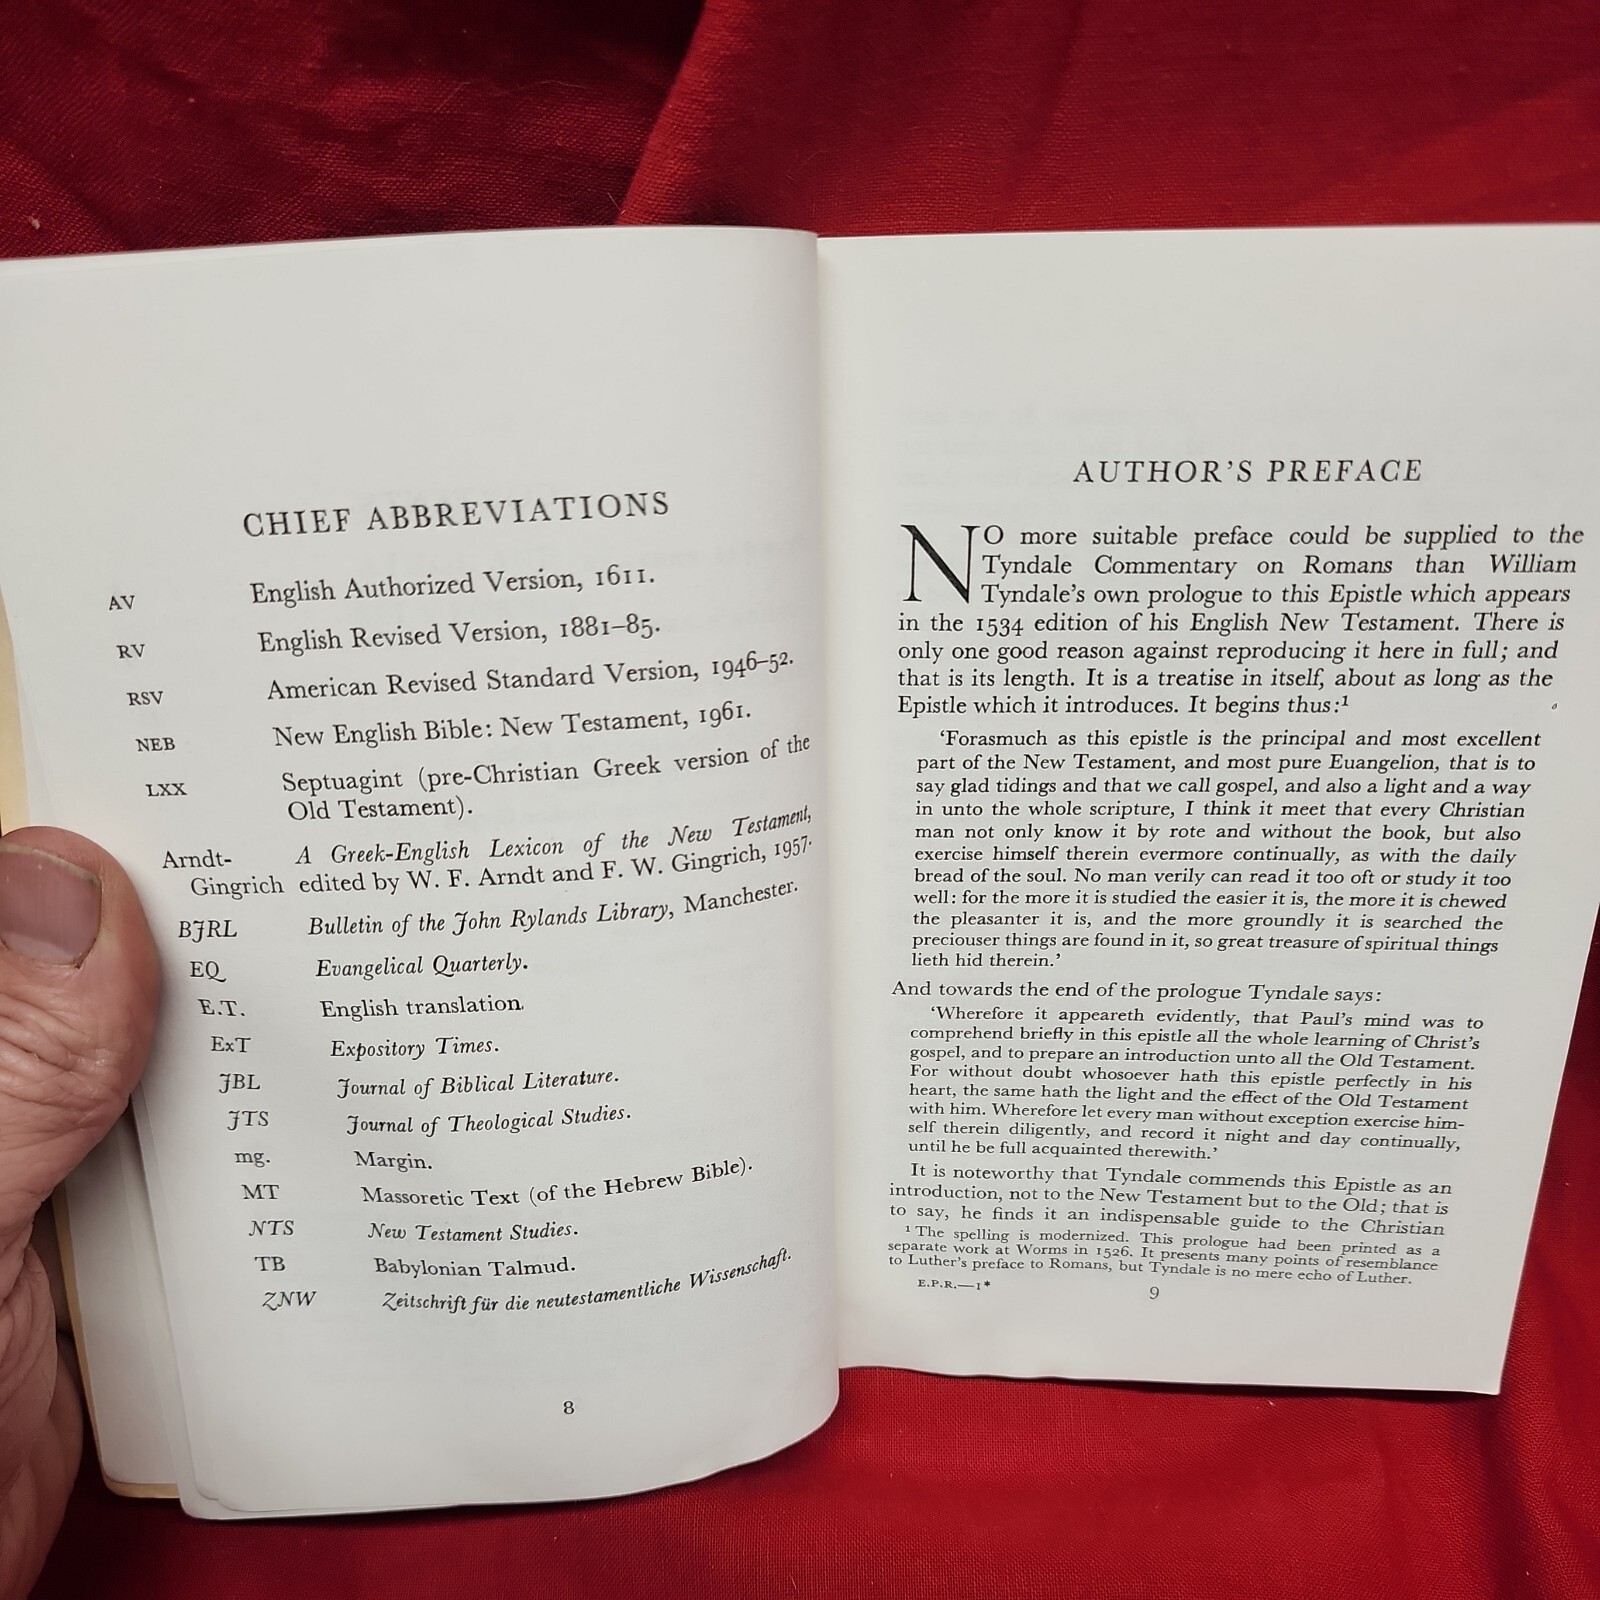 CHIEF ABBREVIATIONS
AV English Authorized Version, 1611.
RV English Revised Version, 1881–85.
RSV American Revised Standard Version, 1946–52.
NEB New English Bible: New Testament, 1961.
LXX Septuagint (pre-Christian Greek version of the
Old Testament).
Arndt- A Greek-English Lexicon of the New Testament,
Gingrich edited by W. F. Arndt and F. W. Gingrich, 1957.
BJRL Bulletin of the John Rylands Library, Manchester.
EQ Evangelical Quarterly.
E.T. English translation.
ExT Expository Times.
JBL Journal of Biblical Literature.
JTS Journal of Theological Studies.
mg. Margin.
MT Massoretic Text (of the Hebrew Bible).
NTS New Testament Studies.
TB Babylonian Talmud.
ZNW Zeitschrift für die neutestamentliche Wissenschaft.
8
AUTHOR'S PREFACE
NO more suitable preface could be supplied to the
Tyndale Commentary on Romans than William
Tyndale's own prologue to this Epistle which appears
in the 1534 edition of his English New Testament. There is
only one good reason against reproducing it here in full; and
that is its length. It is a treatise in itself, about as long as the
Epistle which it introduces. It begins thus:¹
'Forasmuch as this epistle is the principal and most excellent
part of the New Testament, and most pure Euangelion, that is to
say glad tidings and that we call gospel, and also a light and a way
in unto the whole scripture, I think it meet that every Christian
man not only know it by rote and without the book, but also
exercise himself therein evermore continually, as with the daily
bread of the soul. No man verily can read it too oft or study it too
well: for the more it is studied the easier it is, the more it is chewed
the pleasanter it is, and the more groundly it is searched the
preciouser things are found in it, so great treasure of spiritual things
lieth hid therein.'
And towards the end of the prologue Tyndale says:
'Wherefore it appeareth evidently, that Paul's mind was to
comprehend briefly in this epistle all the whole learning of Christ's
gospel, and to prepare an introduction unto all the Old Testament.
For without doubt whosoever hath this epistle perfectly in his
heart, the same hath the light and the effect of the Old Testament
with him. Wherefore let every man without exception exercise him-
self therein diligently, and record it night and day continually,
until he be full acquainted therewith.'
It is noteworthy that Tyndale commends this Epistle as an
introduction, not to the New Testament but to the Old; that is
to say, he finds it an indispensable guide to the Christian
¹ The spelling is modernized. This prologue had been printed as a
separate work at Worms in 1526. It presents many points of resemblance
to Luther's preface to Romans, but Tyndale is no mere echo of Luther.
E.P.R.—1*
9